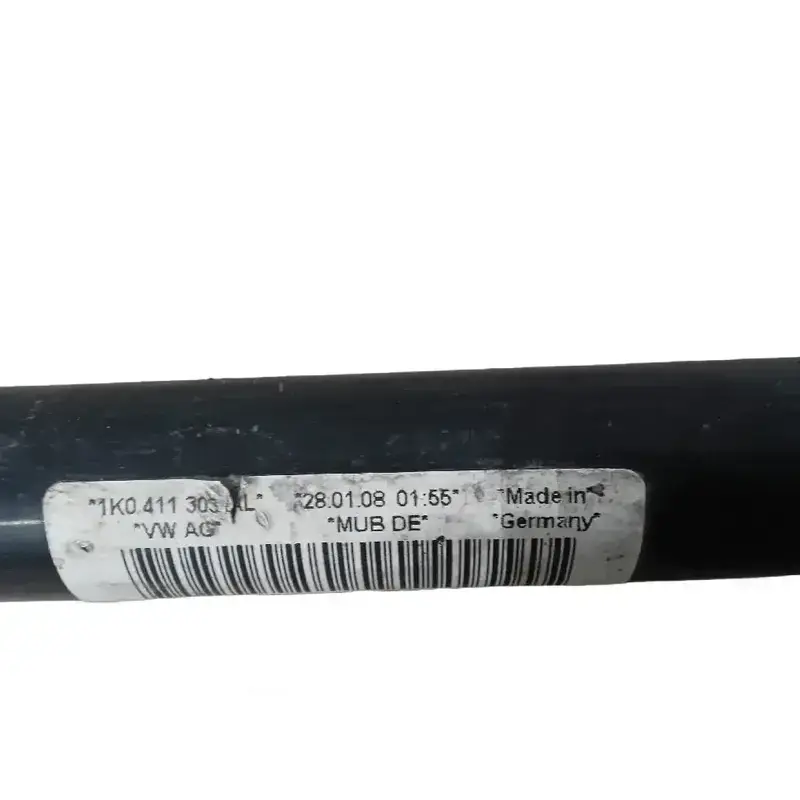 "1K0 411 303 L" "28.01.08 01:55" "Made in"
"VW AG" "MUB DE" "Germany"